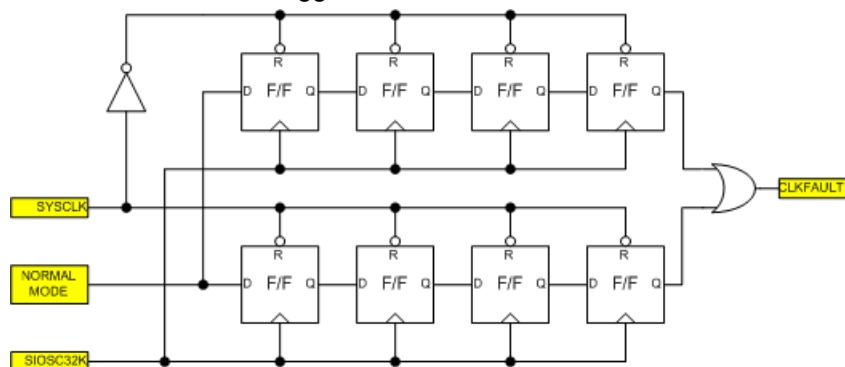 R R R R
D F/F Q D F/F Q D F/F Q D F/F Q
SYSCLK
CLKFAULT
R R R R
NORMAL
MODE
D F/F Q D F/F Q D F/F Q D F/F Q
SIOSC32K